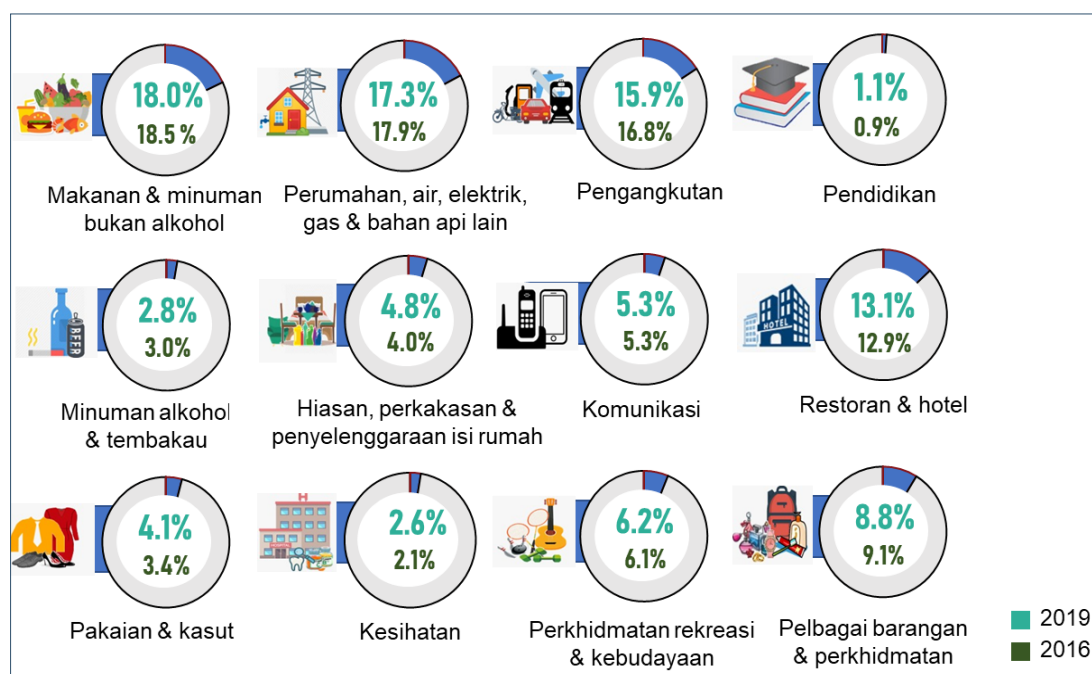 18.0%
18.5 %
Makanan & minuman
bukan alkohol
17.3%
17.9%
Perumahan, air, elektrik,
gas & bahan api lain
15.9%
16.8%
Pengangkutan
1.1%
0.9%
Pendidikan
BEER
2.8%
3.0%
Minuman alkohol
& tembakau
4.8%
4.0%
Hiasan, perkakasan &
penyelenggaraan isi rumah
5.3%
5.3%
Komunikasi
HOTEL
13.1%
12.9%
Restoran & hotel
4.1%
3.4%
Pakaian & kasut
H
2.6%
2.1%
Kesihatan
6.2%
6.1%
Perkhidmatan rekreasi
& kebudayaan
8.8%
9.1%
Pelbagai barangan
& perkhidmatan
2019
2016